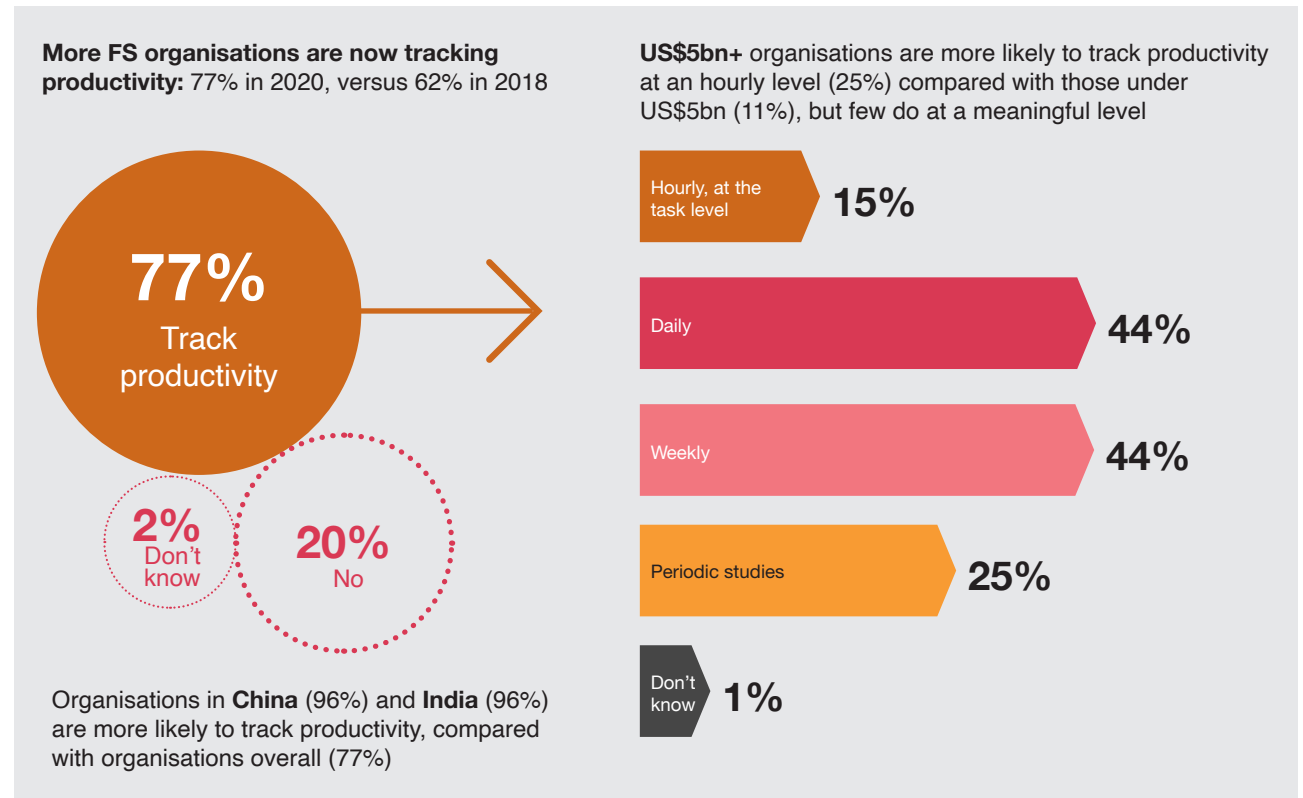 More FS organisations are now tracking
productivity: 77% in 2020, versus 62% in 2018
77%
Track
productivity
2%
Don't
know
20%
No
Organisations in China (96%) and India (96%)
are more likely to track productivity, compared
with organisations overall (77%)
US$5bn+ organisations are more likely to track productivity
at an hourly level (25%) compared with those under
US$5bn (11%), but few do at a meaningful level
Hourly, at the
task level
15%
Daily
44%
Weekly
44%
Periodic studies
25%
Don't
know
1%